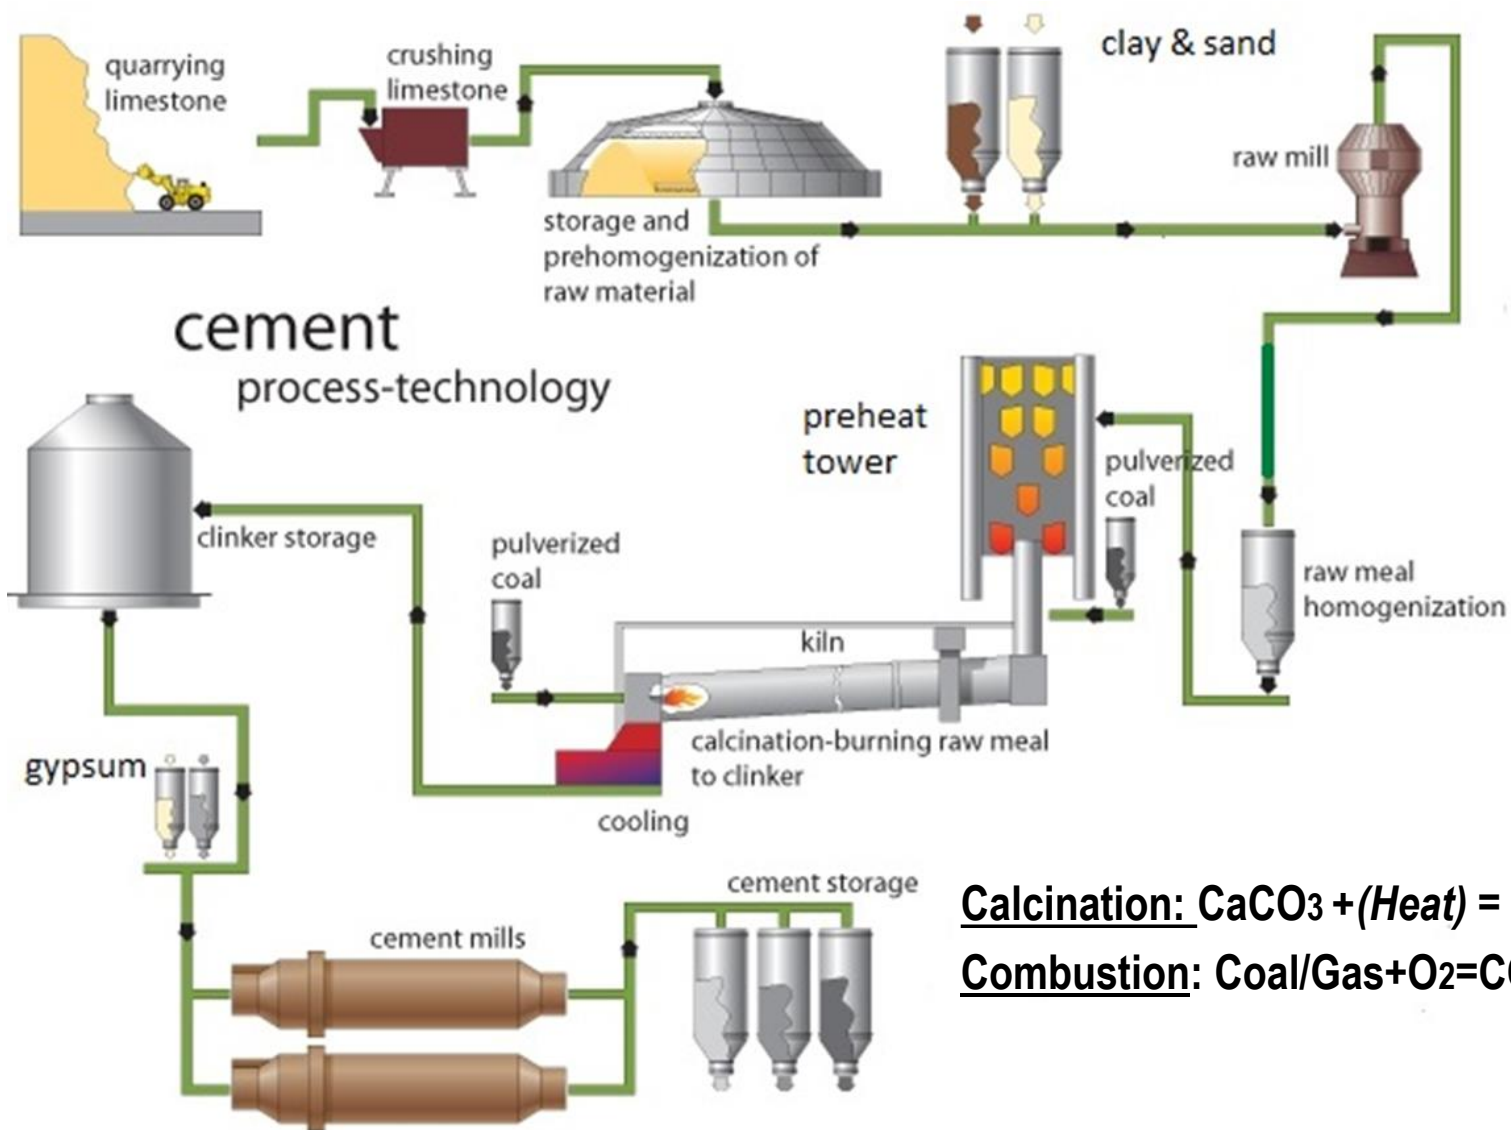 quarrying
limestone
crushing
limestone
clay & sand
raw mill
storage and
prehomogenization of
raw material
cement
process-technology
preheat
tower
pulverized
coal
clinker storage
pulverized
coal
raw meal
homogenization
kiln
calcination-burning raw meal
to clinker
gypsum
cooling
cement storage
cement mills
Calcination: CaCO3 +(Heat) =
Combustion: Coal/Gas+O2=C